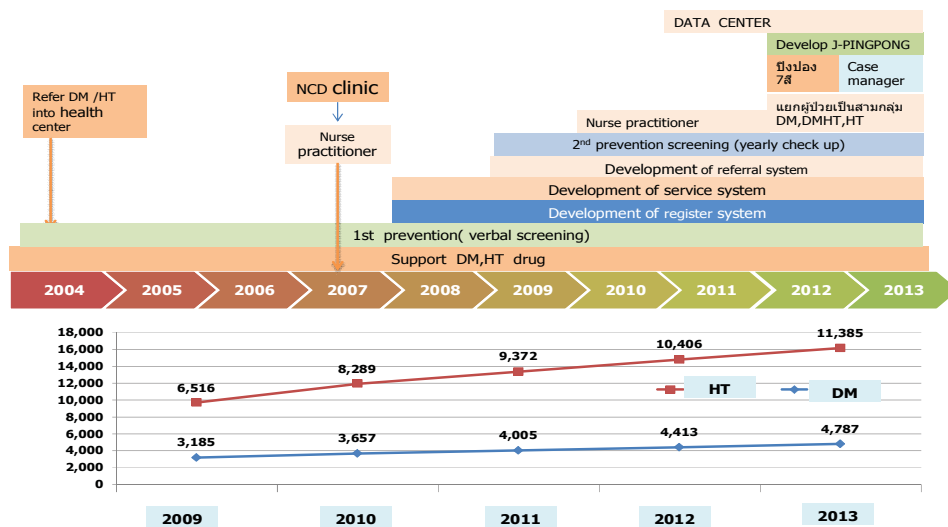 DATA CENTER
Develop J-PINGPONG
ปิงปอง
7สี
Case
manager
Refer DM /HT
into health
center
NCD clinic
Nurse
practitioner
Nurse practitioner
แยกผู้ป่วยเป็นสามกลุ่ม
DM,DMHT,HT
2nd prevention screening (yearly check up)
Development of referral system
Development of service system
Development of register system
1st prevention( verbal screening)
Support DM,HT drug
2004 2005 2006 2007 2008 2009 2010 2011 2012 2013
18,000
16,000
14,000
12,000
10,000
8,000
6,000
4,000
2,000
0
6,516 8,289 9,372 10,406 11,385
HT DM
3,185 3,657 4,005 4,413 4,787
2009 2010 2011 2012 2013